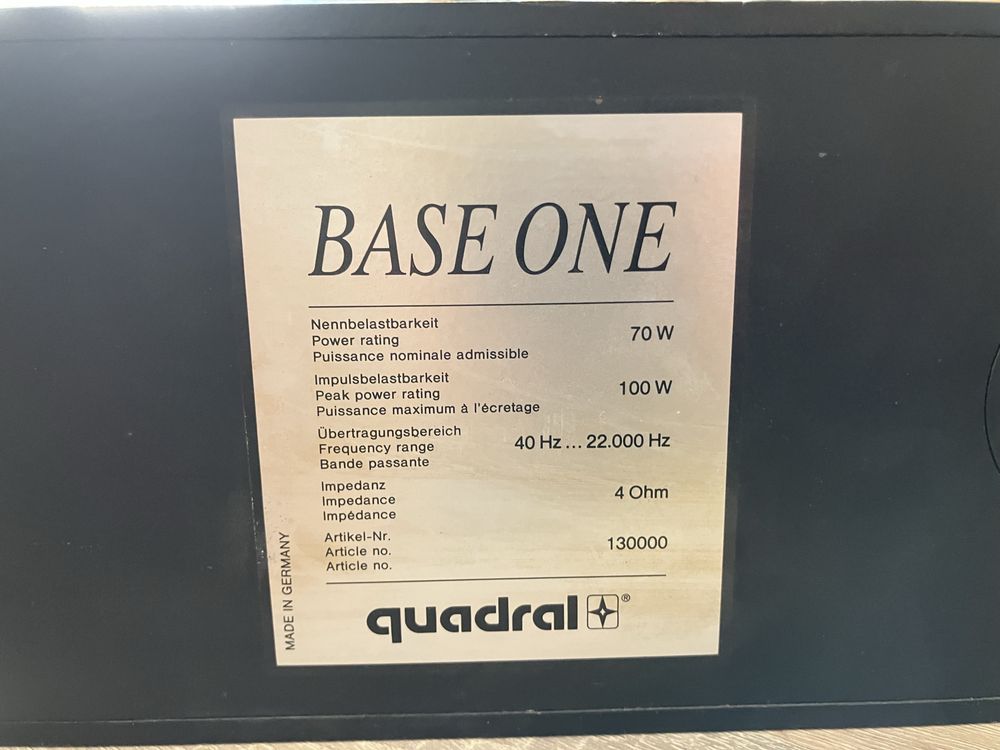 BASE ONE
Nennbelastbarkeit
Power rating 70 W
Puissance nominale admissible
Impulsbelastbarkeit
Peak power rating 100 W
Puissance maximum à l'écretage
Übertragungsbereich
Frequency range 40 Hz ... 22.000 Hz
Bande passante
Impedanz
Impedance 4 Ohm
Impédance
Artikel-Nr.
Article no. 130000
Article no.
MADE IN GERMANY
quadral ®